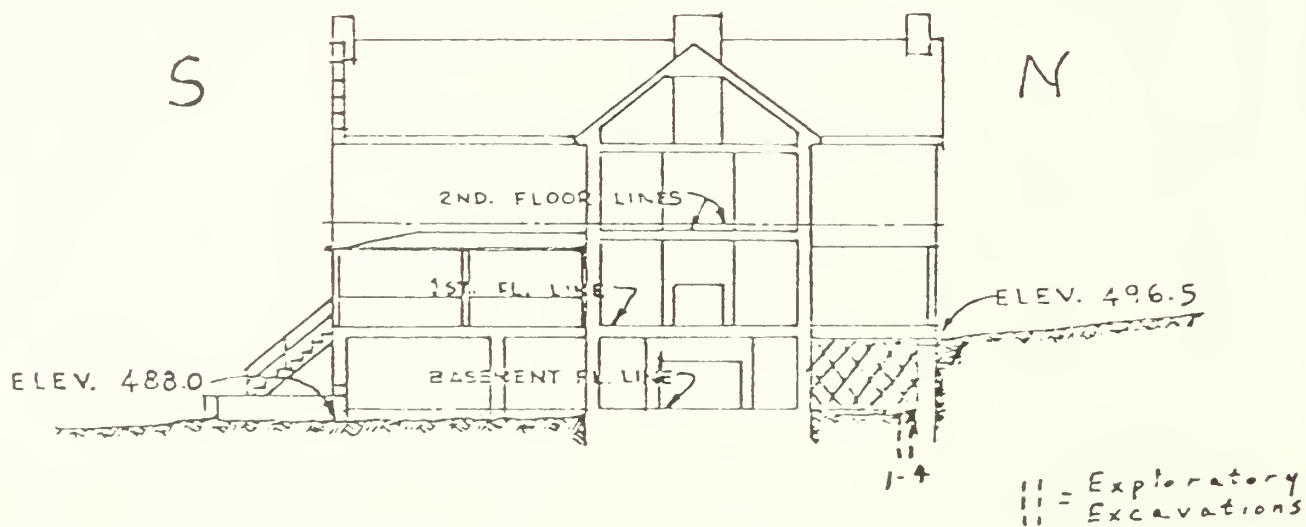 S
N
2ND. FLOOR LINES
1ST. FL. LINE
ELEV. 496.5
ELEV. 488.0
BASEMENT FL. LINE
1-4
= Exploratory
Excavations